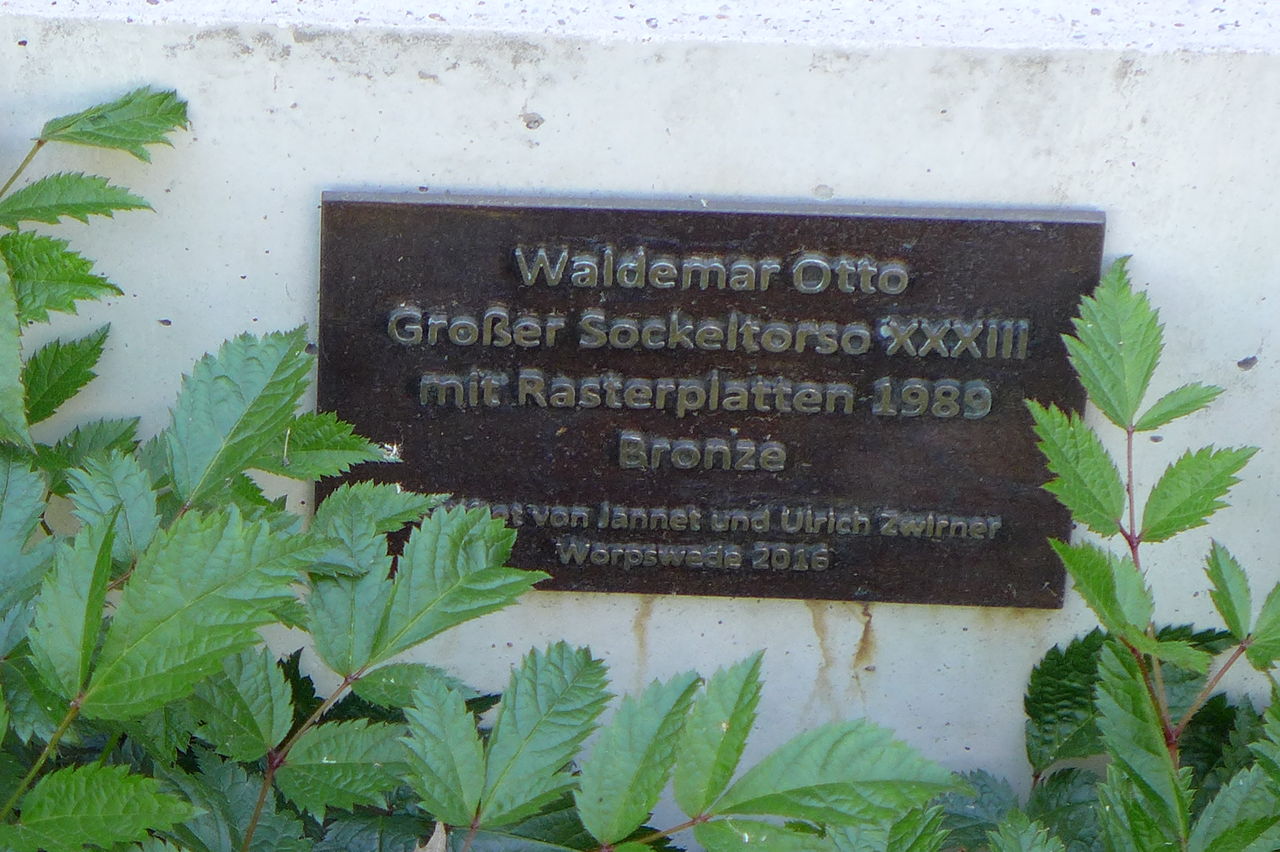 Waldemar Otto
Großer Sockeltorso XXXIII
mit Rasterplatten 1989
Bronze
von Jannet und Ulrich Zwirner
Worpswede 2016